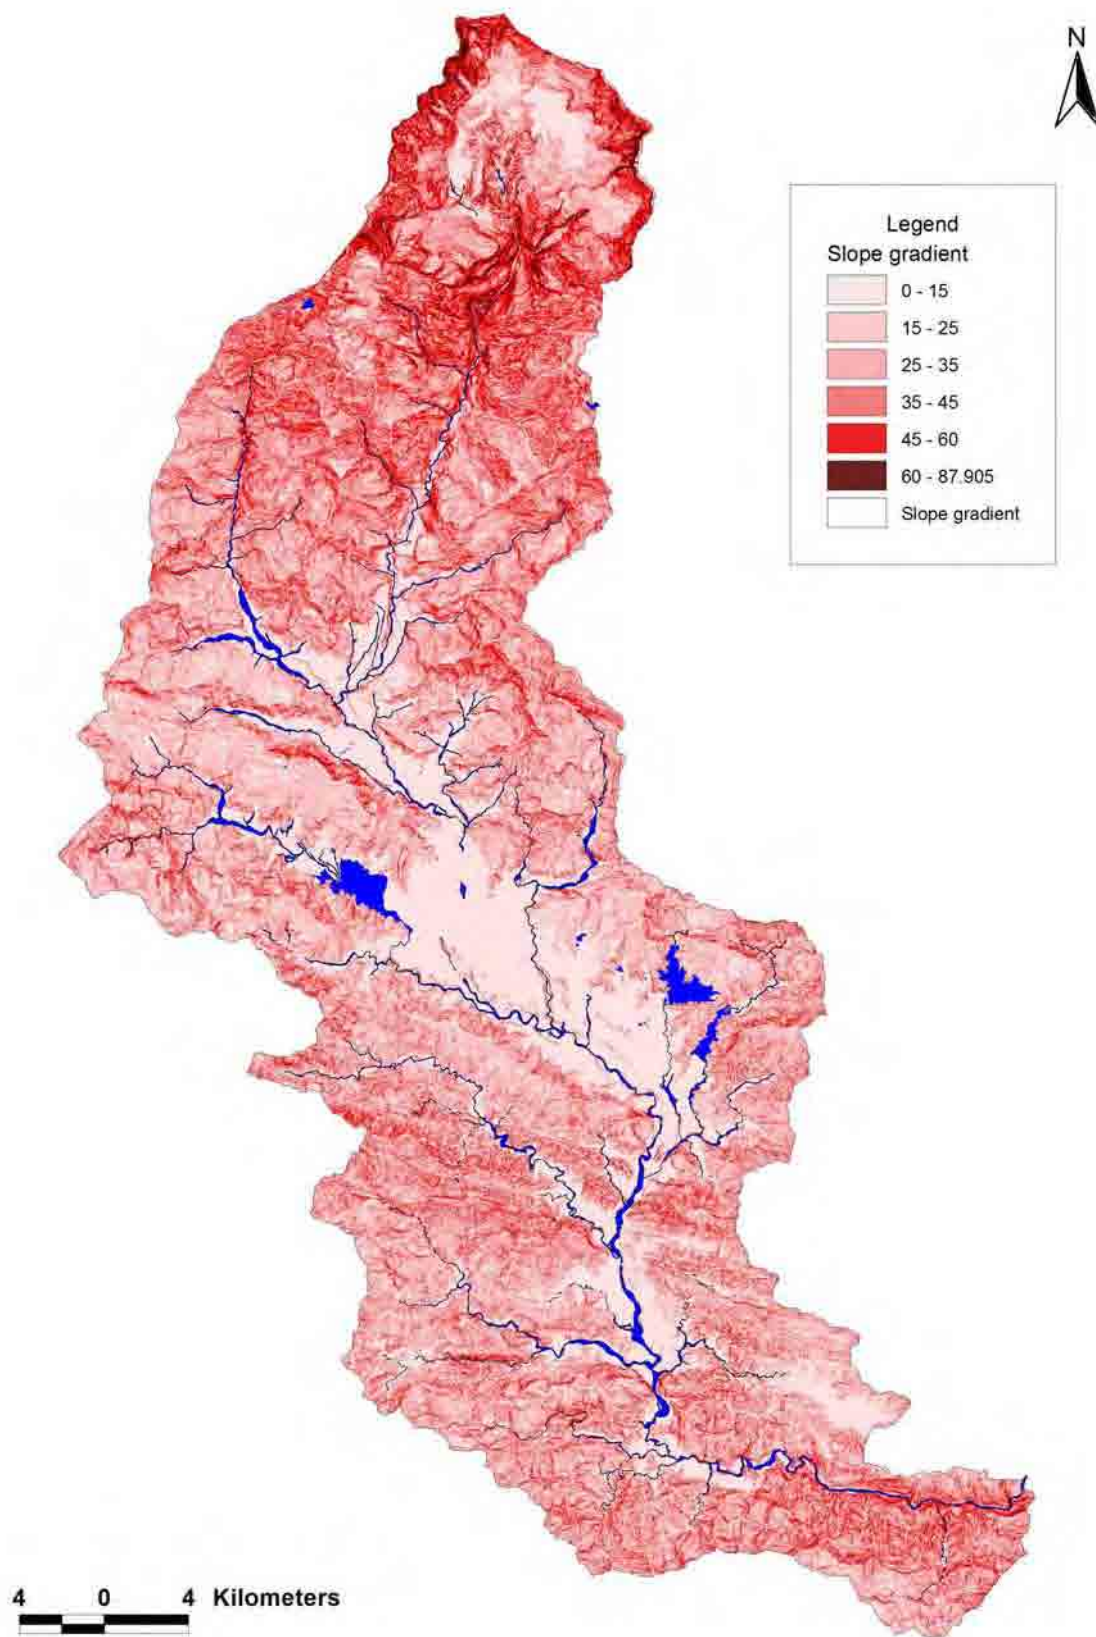 N
Legend
Slope gradient
0 - 15
15 - 25
25 - 35
35 - 45
45 - 60
60 - 87.905
Slope gradient
4 0 4 Kilometers